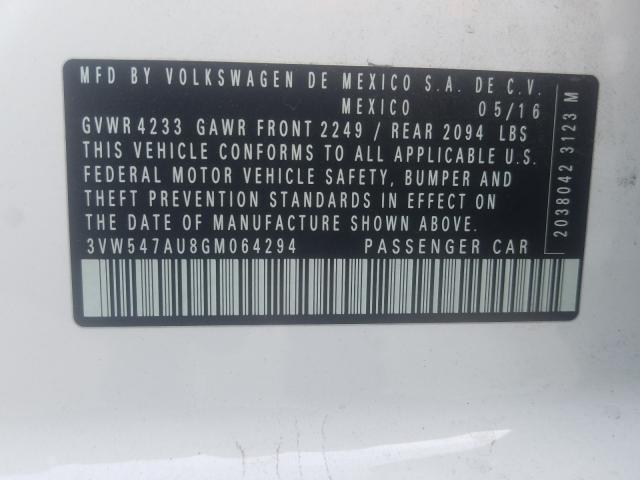 MFD BY VOLKSWAGEN DE MEXICO S.A. DE C.V.
MEXICO 05/16
GVWR 4233 GAWR FRONT 2249 / REAR 2094 LBS
THIS VEHICLE CONFORMS TO ALL APPLICABLE U.S.
FEDERAL MOTOR VEHICLE SAFETY, BUMPER AND
THEFT PREVENTION STANDARDS IN EFFECT ON
THE DATE OF MANUFACTURE SHOWN ABOVE.
3VW547AU8GM064294 PASSENGER CAR
2038042 3123 M